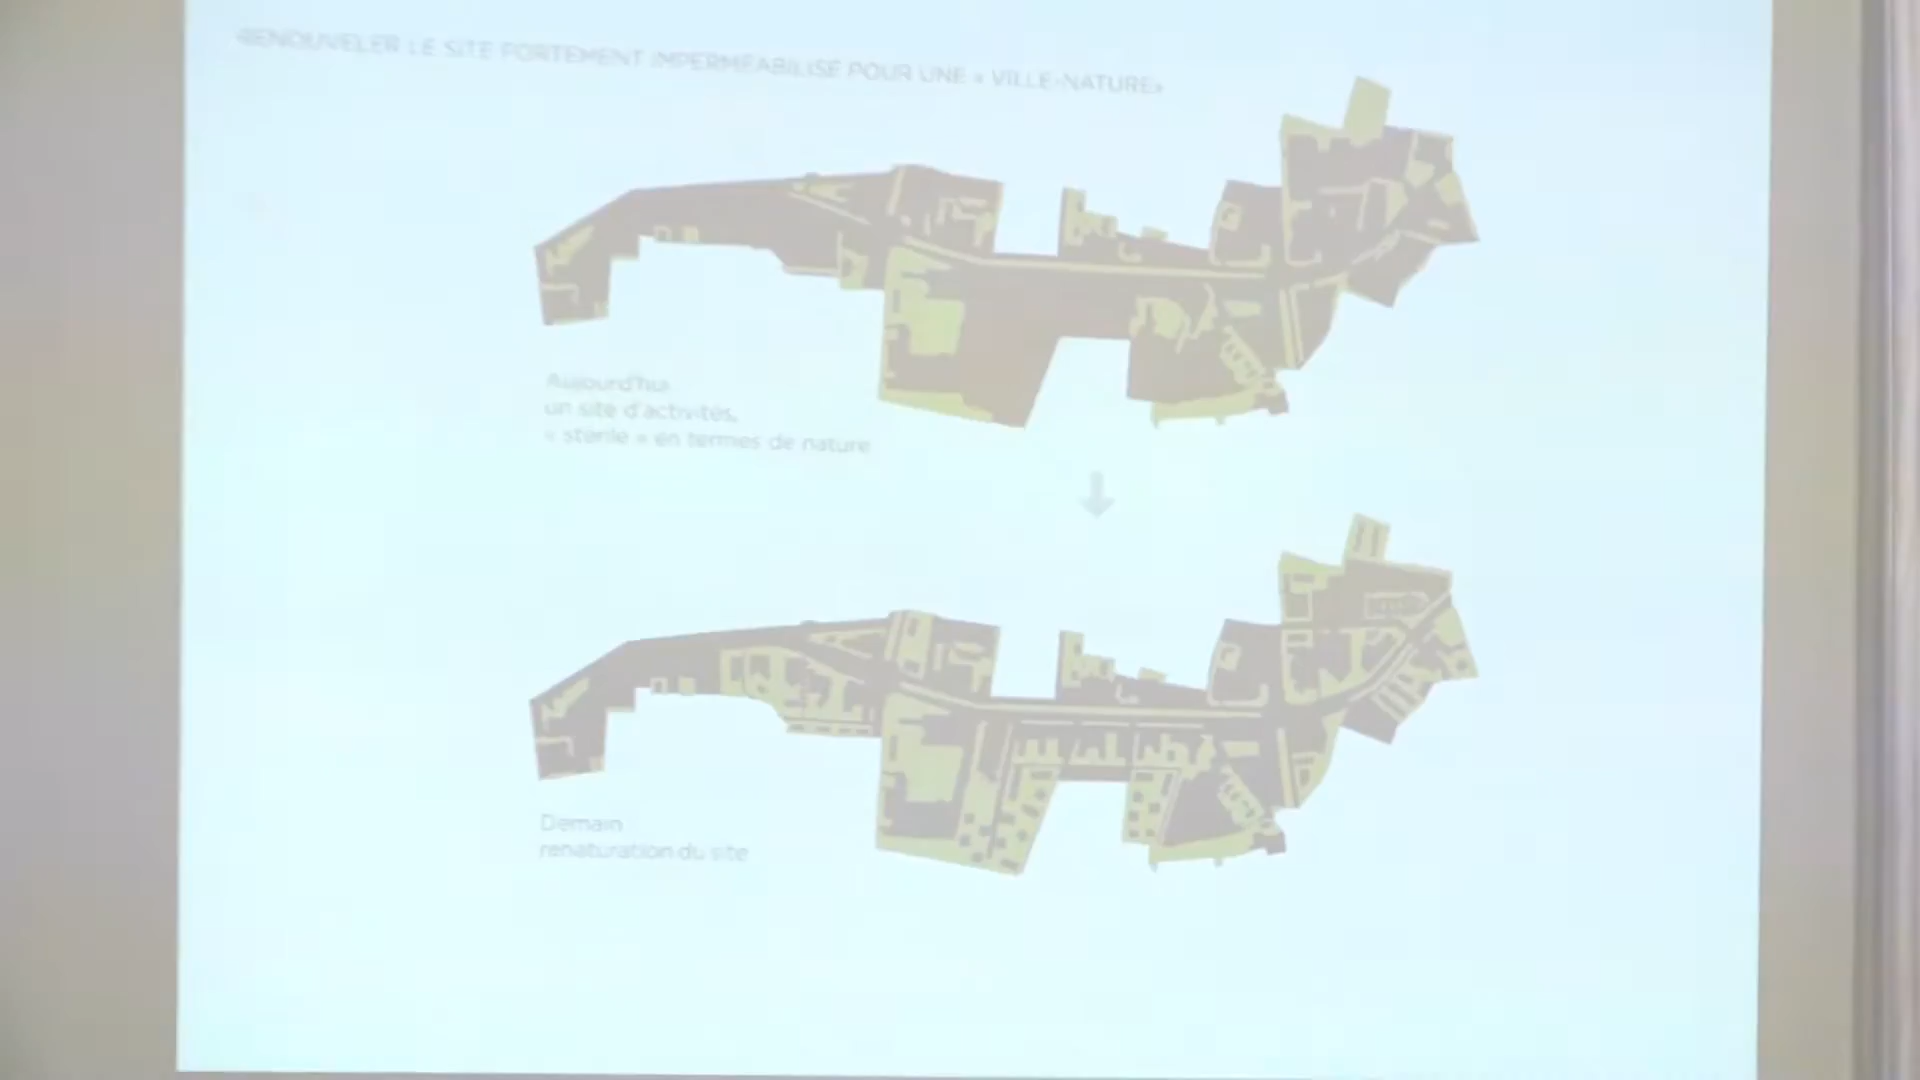 RENOUVELER LE SITE FORTEMENT IMPERMÉABILISÉ POUR UNE « VILLE-NATURE»
Aujourd'hui
un site d'activités,
« stérile » en termes de nature
Demain
renaturation du site